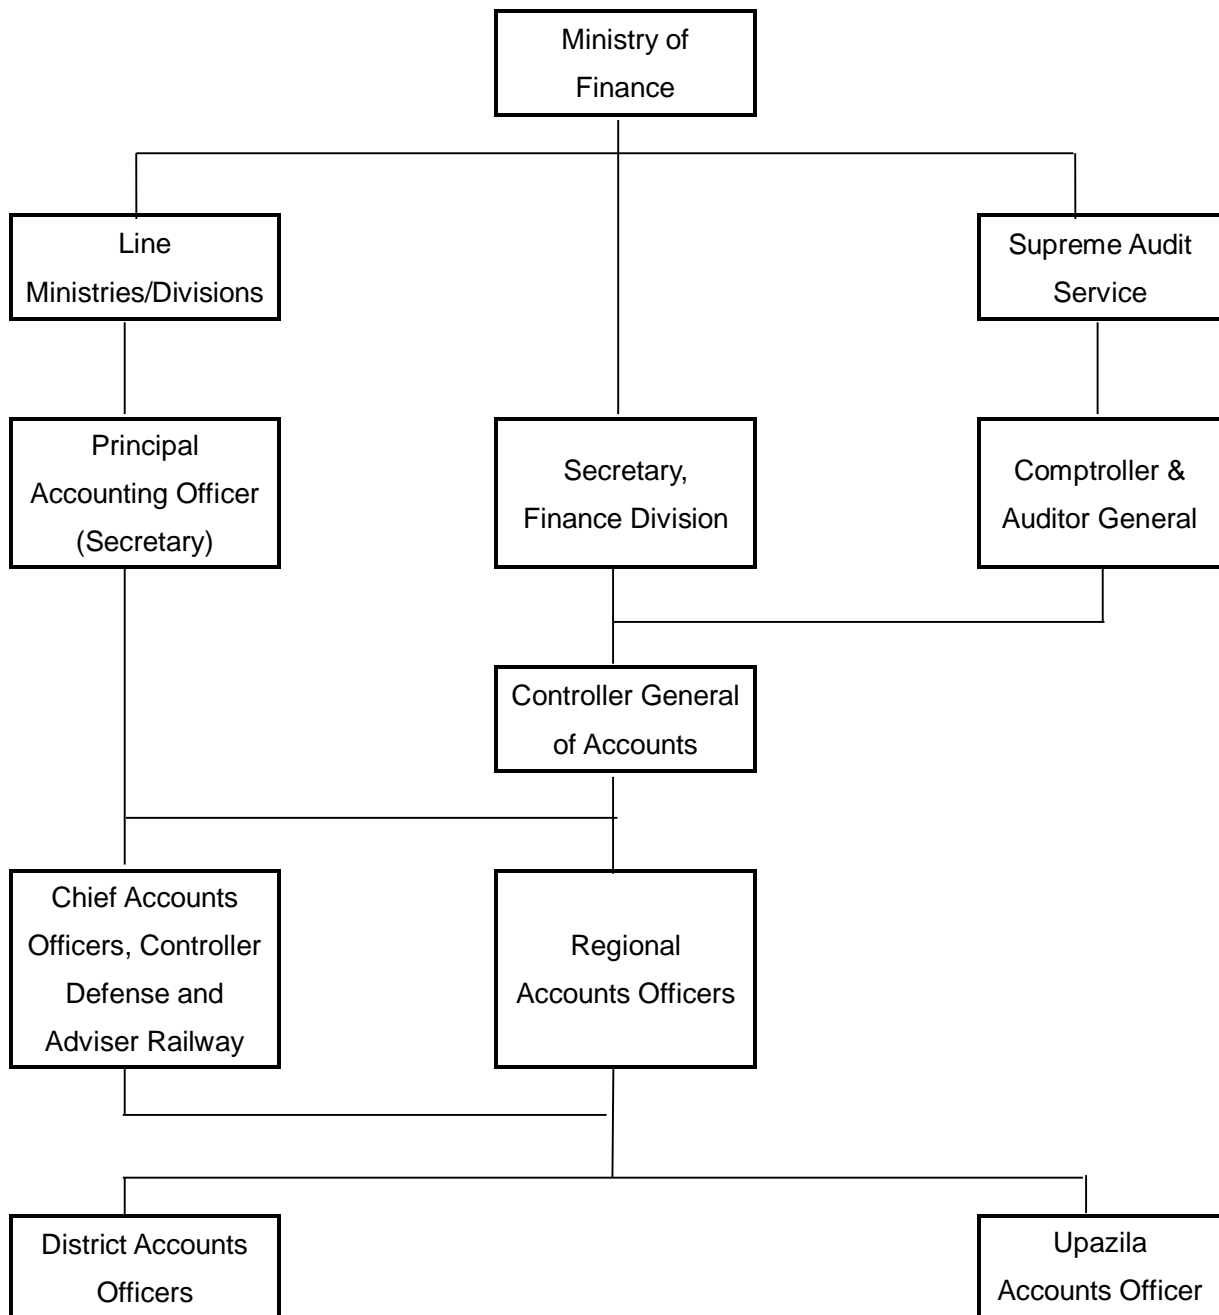 Ministry of
Finance
Line
Ministries/Divisions
Supreme Audit
Service
Principal
Accounting Officer
(Secretary)
Secretary,
Finance Division
Comptroller &
Auditor General
Controller General
of Accounts
Chief Accounts
Officers, Controller
Defense and
Adviser Railway
Regional
Accounts Officers
District Accounts
Officers
Upazila
Accounts Officer